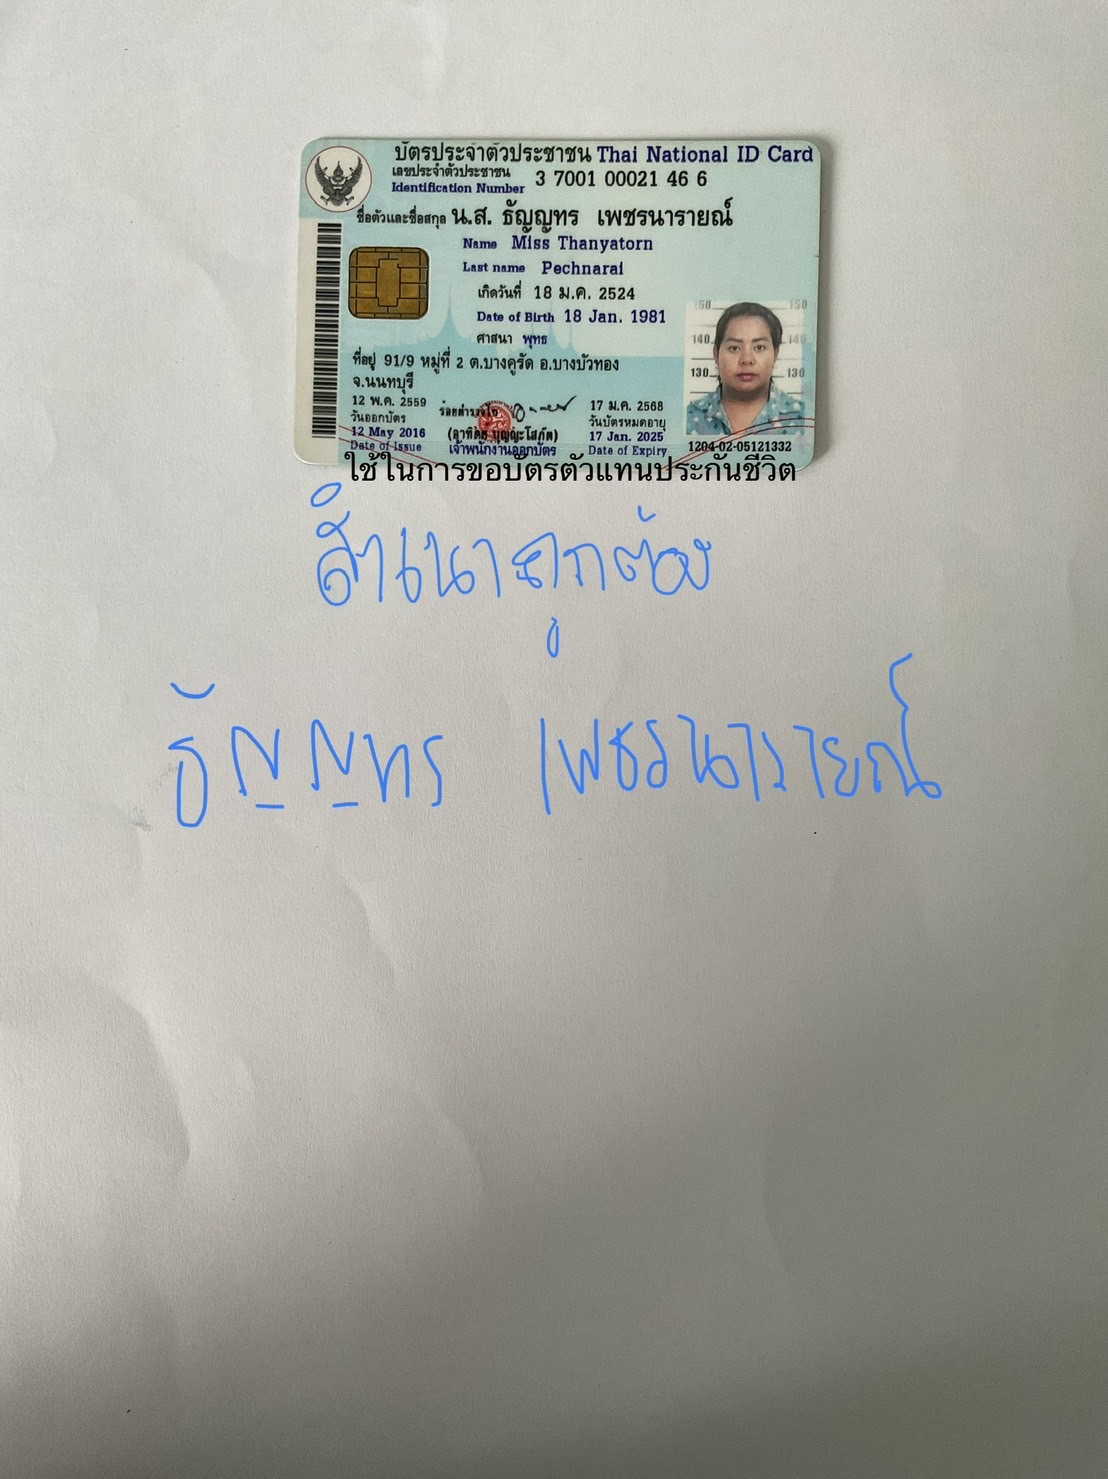 บัตรประจำตัวประชาชน Thai National ID Card
เลขประจำตัวประชาชน
Identification Number 3 7001 00021 46 6
ชื่อตัวและชื่อสกุล น.ส. ธัญญทร เพชรนารายณ์
Name Miss Thanyatorn
Last name Pechnarai
เกิดวันที่ 18 ม.ค. 2524
Date of Birth 18 Jan. 1981
ศาสนา พุทธ
ที่อยู่ 91/9 หมู่ที่ 2 ต.บางคูรัด อ.บางบัวทอง
จ.นนทบุรี
12 พ.ค. 2559
วันออกบัตร
12 May 2016
Date of Issue
ร้อยตำรวจโท
(อาทิตย์ บุญญะโสภัต)
เจ้าพนักงานออกบัตร
17 ม.ค. 2568
วันบัตรหมดอายุ
17 Jan. 2025
Date of Expiry
150 150
140 140
130 130
1204-02-05121332
ใช้ในการขอบัตรตัวแทนประกันชีวิต
สำเนาถูกต้อง
ธัญญทร เพชรนารายณ์